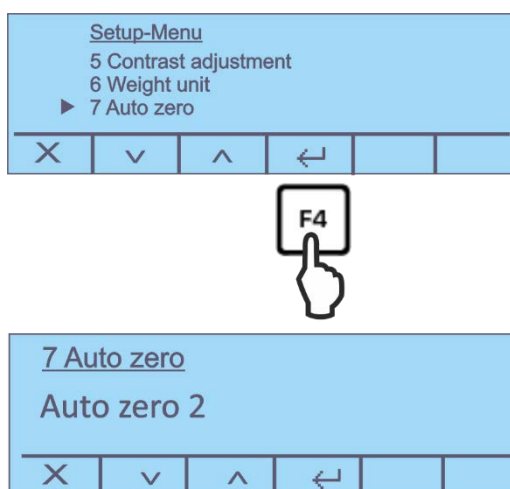 Setup-Menu
5 Contrast adjustment
6 Weight unit
▶ 7 Auto zero
X ∨ ∧ ↵
F4
7 Auto zero
Auto zero 2
X ∨ ∧ ↵